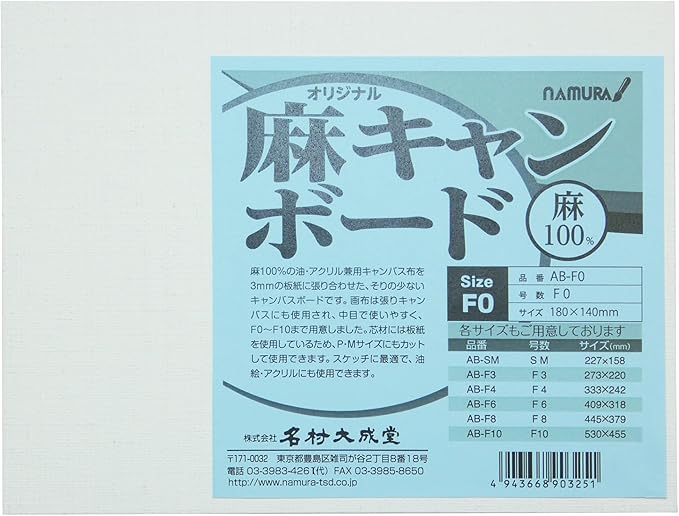 オリジナル
NAMURA
麻キャン
ボード
麻
100%
麻100%の油・アクリル兼用キャンバス布を
3mmの板紙に張り合わせた、そりの少ない
キャンバスボードです。画布は張りキャン
バスにも使用され、中目で使いやすく、
F0～F10まで用意しました。芯材には板紙
を使用しているため、P・Mサイズにもカット
して使用できます。スケッチに最適で、油
絵・アクリルにも使用できます。
Size
F0
品番 AB-F0
号数 F0
サイズ 180×140mm
各サイズもご用意しております
品番 号数 サイズ(mm)
AB-SM SM 227×158
AB-F3 F3 273×220
AB-F4 F4 333×242
AB-F6 F6 409×318
AB-F8 F8 445×379
AB-F10 F10 530×455
株式会社 名村大成堂
〒171-0032 東京都豊島区雑司が谷2丁目8番18号
電話 03-3983-4261(代) FAX 03-3985-8650
http://www.namura-tsd.co.jp
4943668903251